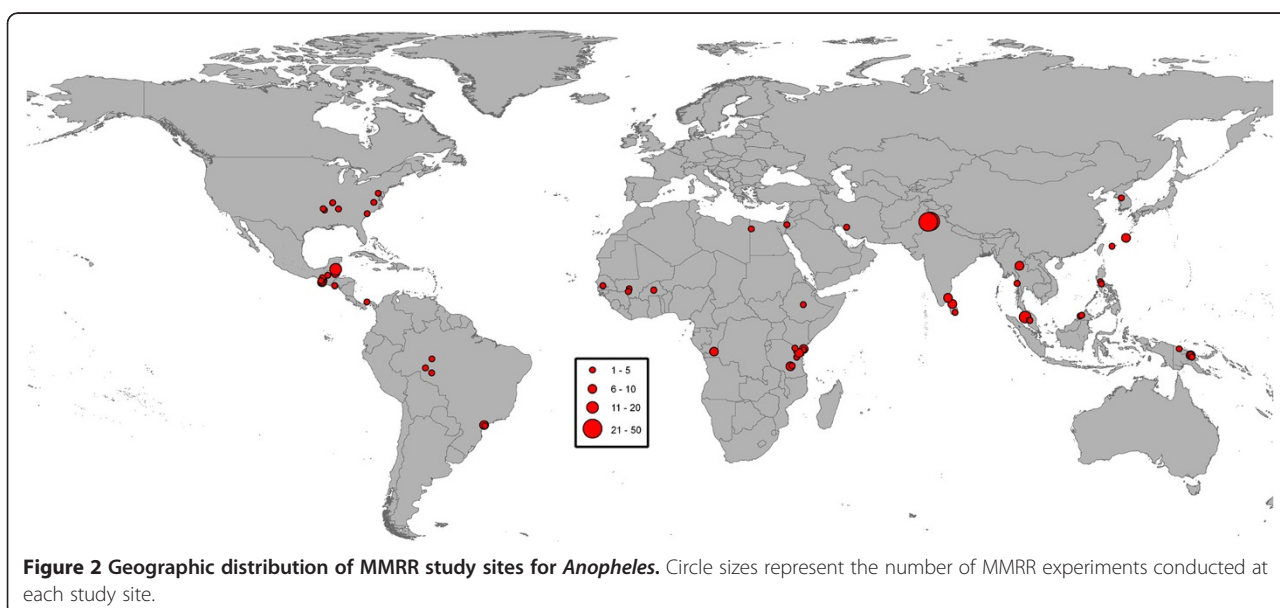 1 - 5
6 - 10
11 - 20
21 - 50
Figure 2 Geographic distribution of MMRR study sites for Anopheles. Circle sizes represent the number of MMRR experiments conducted at
each study site.